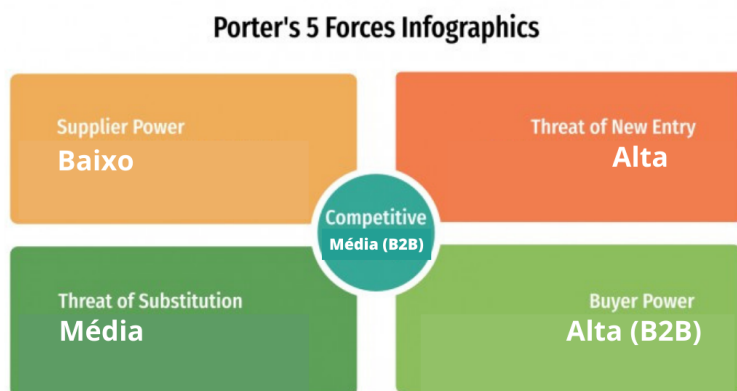 Porter's 5 Forces Infographics
Supplier Power
Baixo
Threat of New Entry
Alta
Competitive
Média (B2B)
Threat of Substitution
Média
Buyer Power
Alta (B2B)